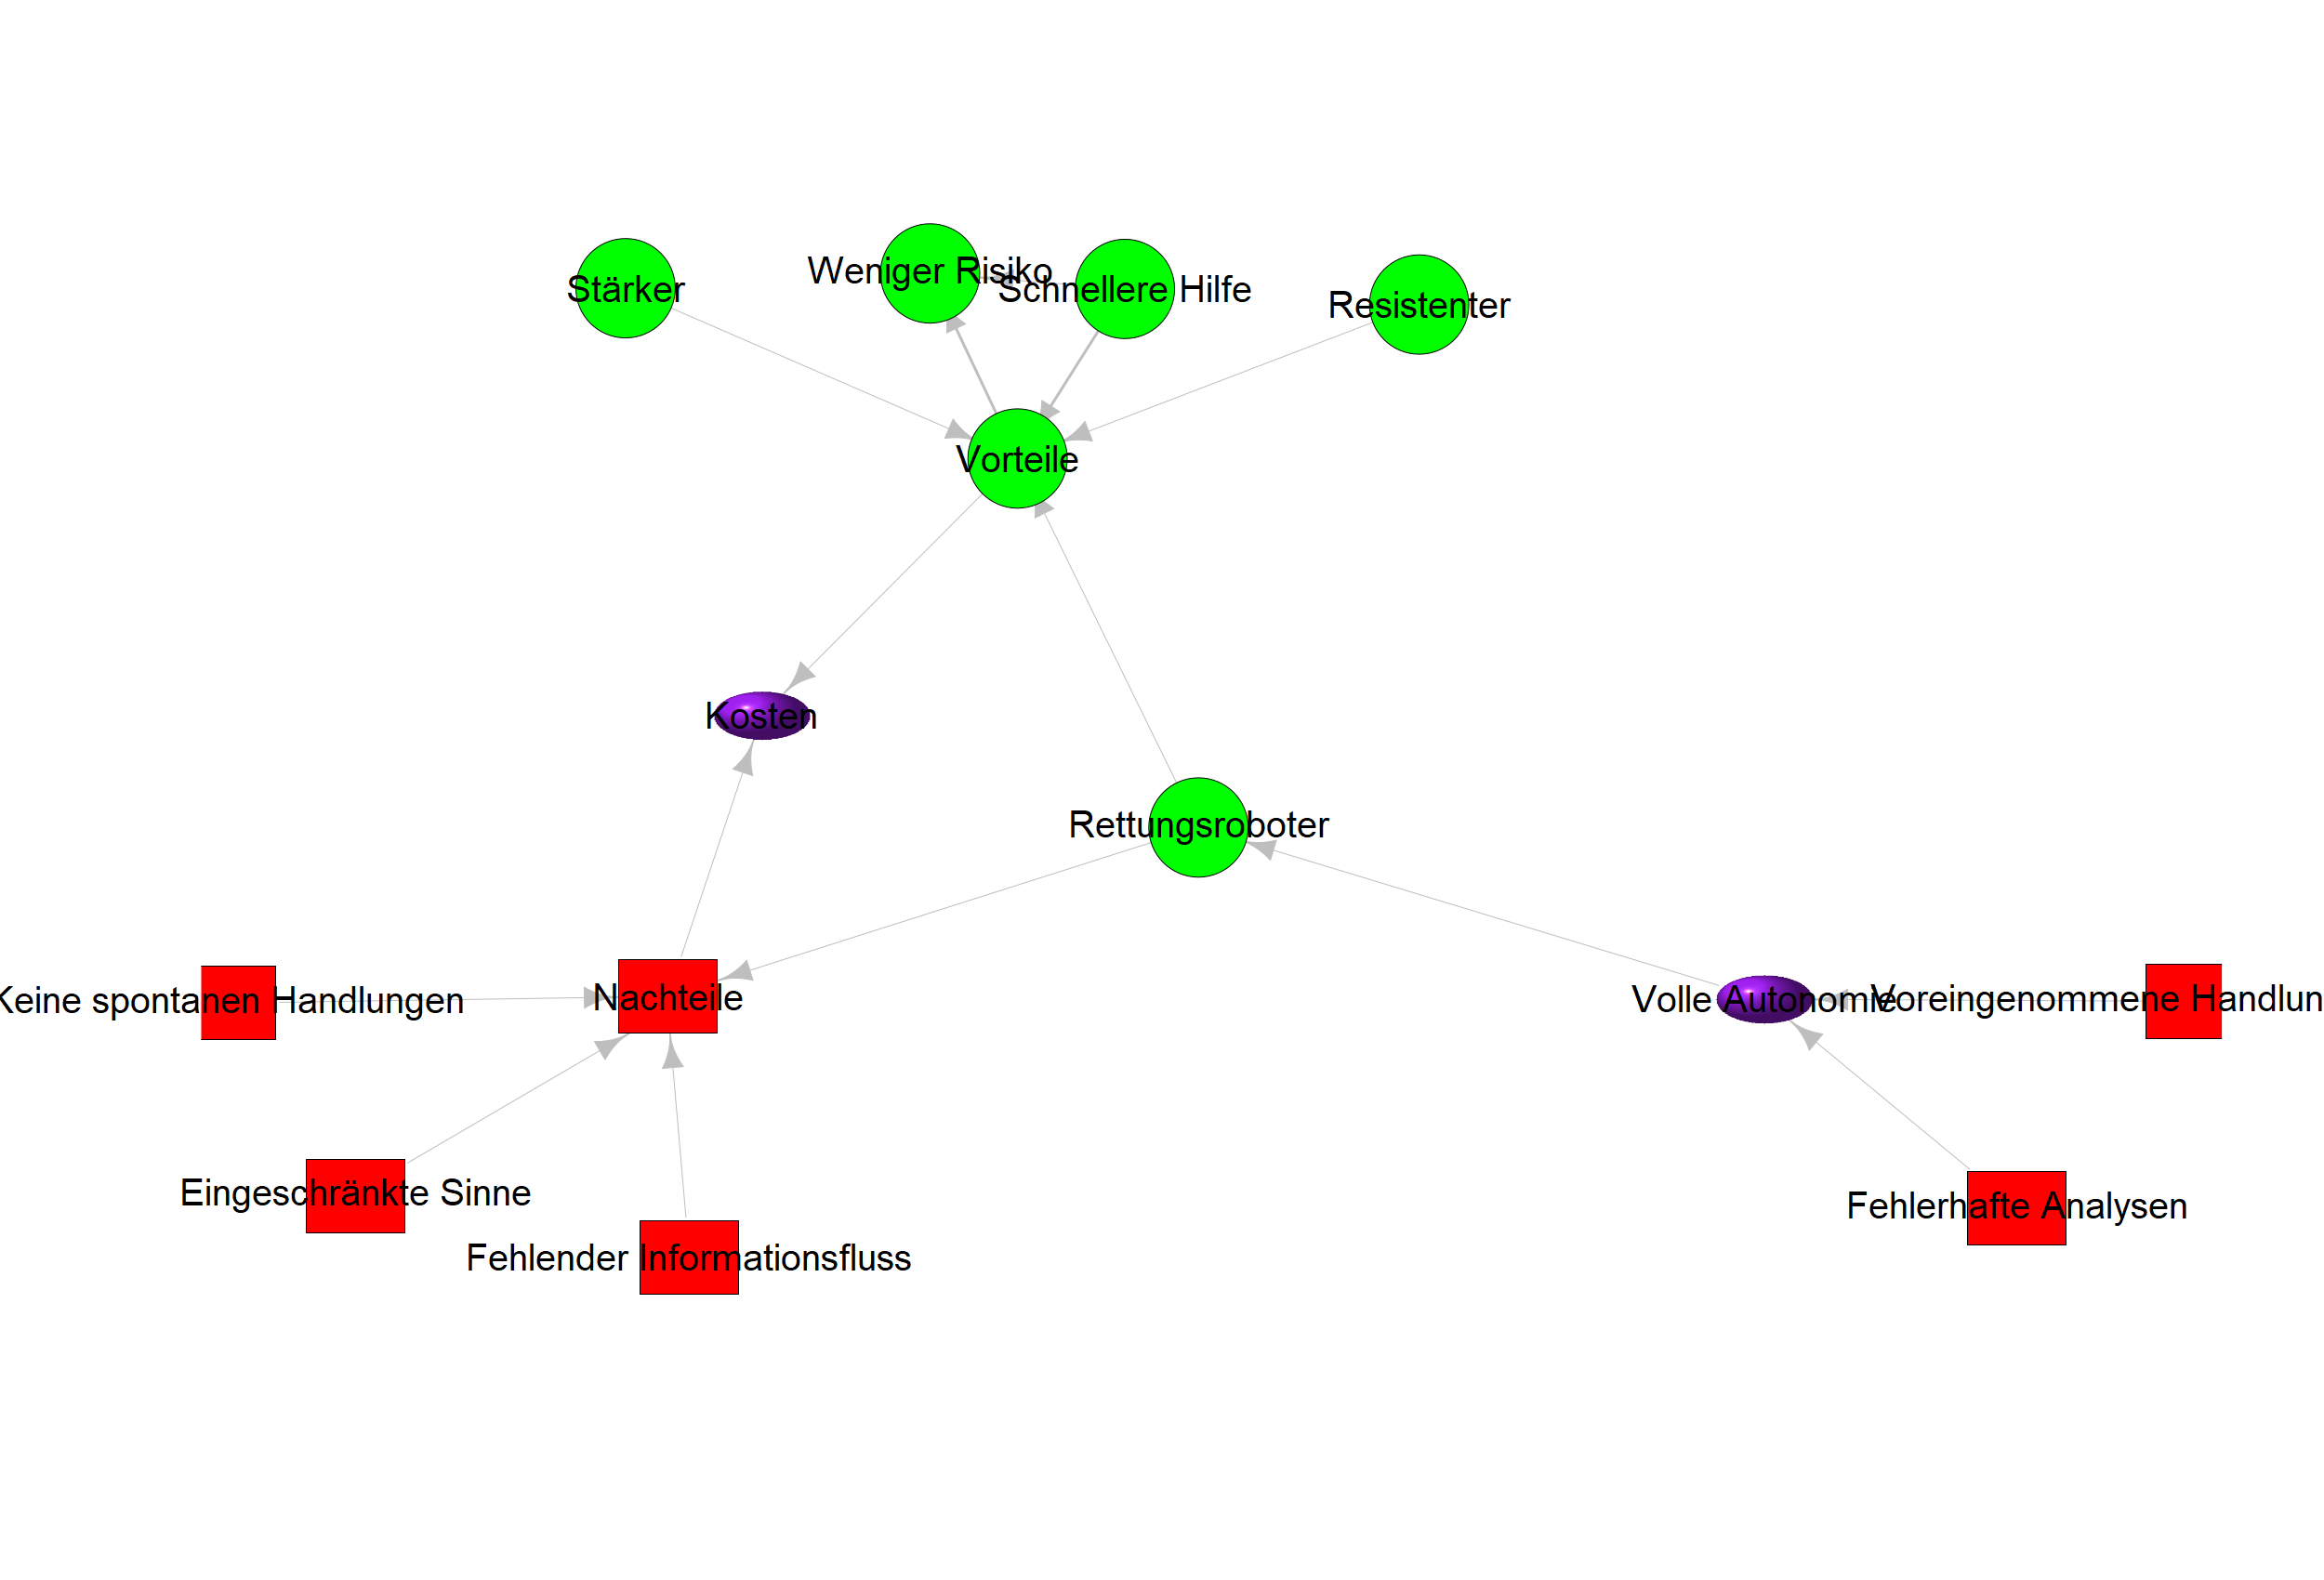 Weniger Risiko
Stärker
Schnellere Hilfe
Resistenter
Vorteile
Kosten
Rettungsroboter
Keine spontanen Handlungen
Nachteile
Volle Autonomie
Voreingenommene Handlun
Eingeschränkte Sinne
Fehlerhafte Analysen
Fehlender Informationsfluss